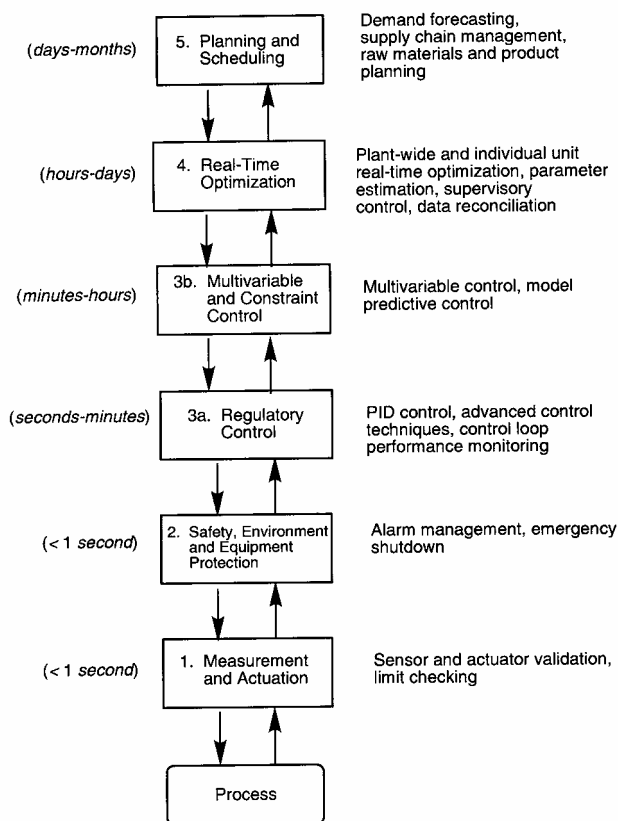 (days-months)
5. Planning and
Scheduling
Demand forecasting,
supply chain management,
raw materials and product
planning
(hours-days)
4. Real-Time
Optimization
Plant-wide and individual unit
real-time optimization, parameter
estimation, supervisory
control, data reconciliation
(minutes-hours)
3b. Multivariable
and Constraint
Control
Multivariable control, model
predictive control
(seconds-minutes)
3a. Regulatory
Control
PID control, advanced control
techniques, control loop
performance monitoring
(< 1 second)
2. Safety, Environment
and Equipment
Protection
Alarm management, emergency
shutdown
(< 1 second)
1. Measurement
and Actuation
Sensor and actuator validation,
limit checking
Process